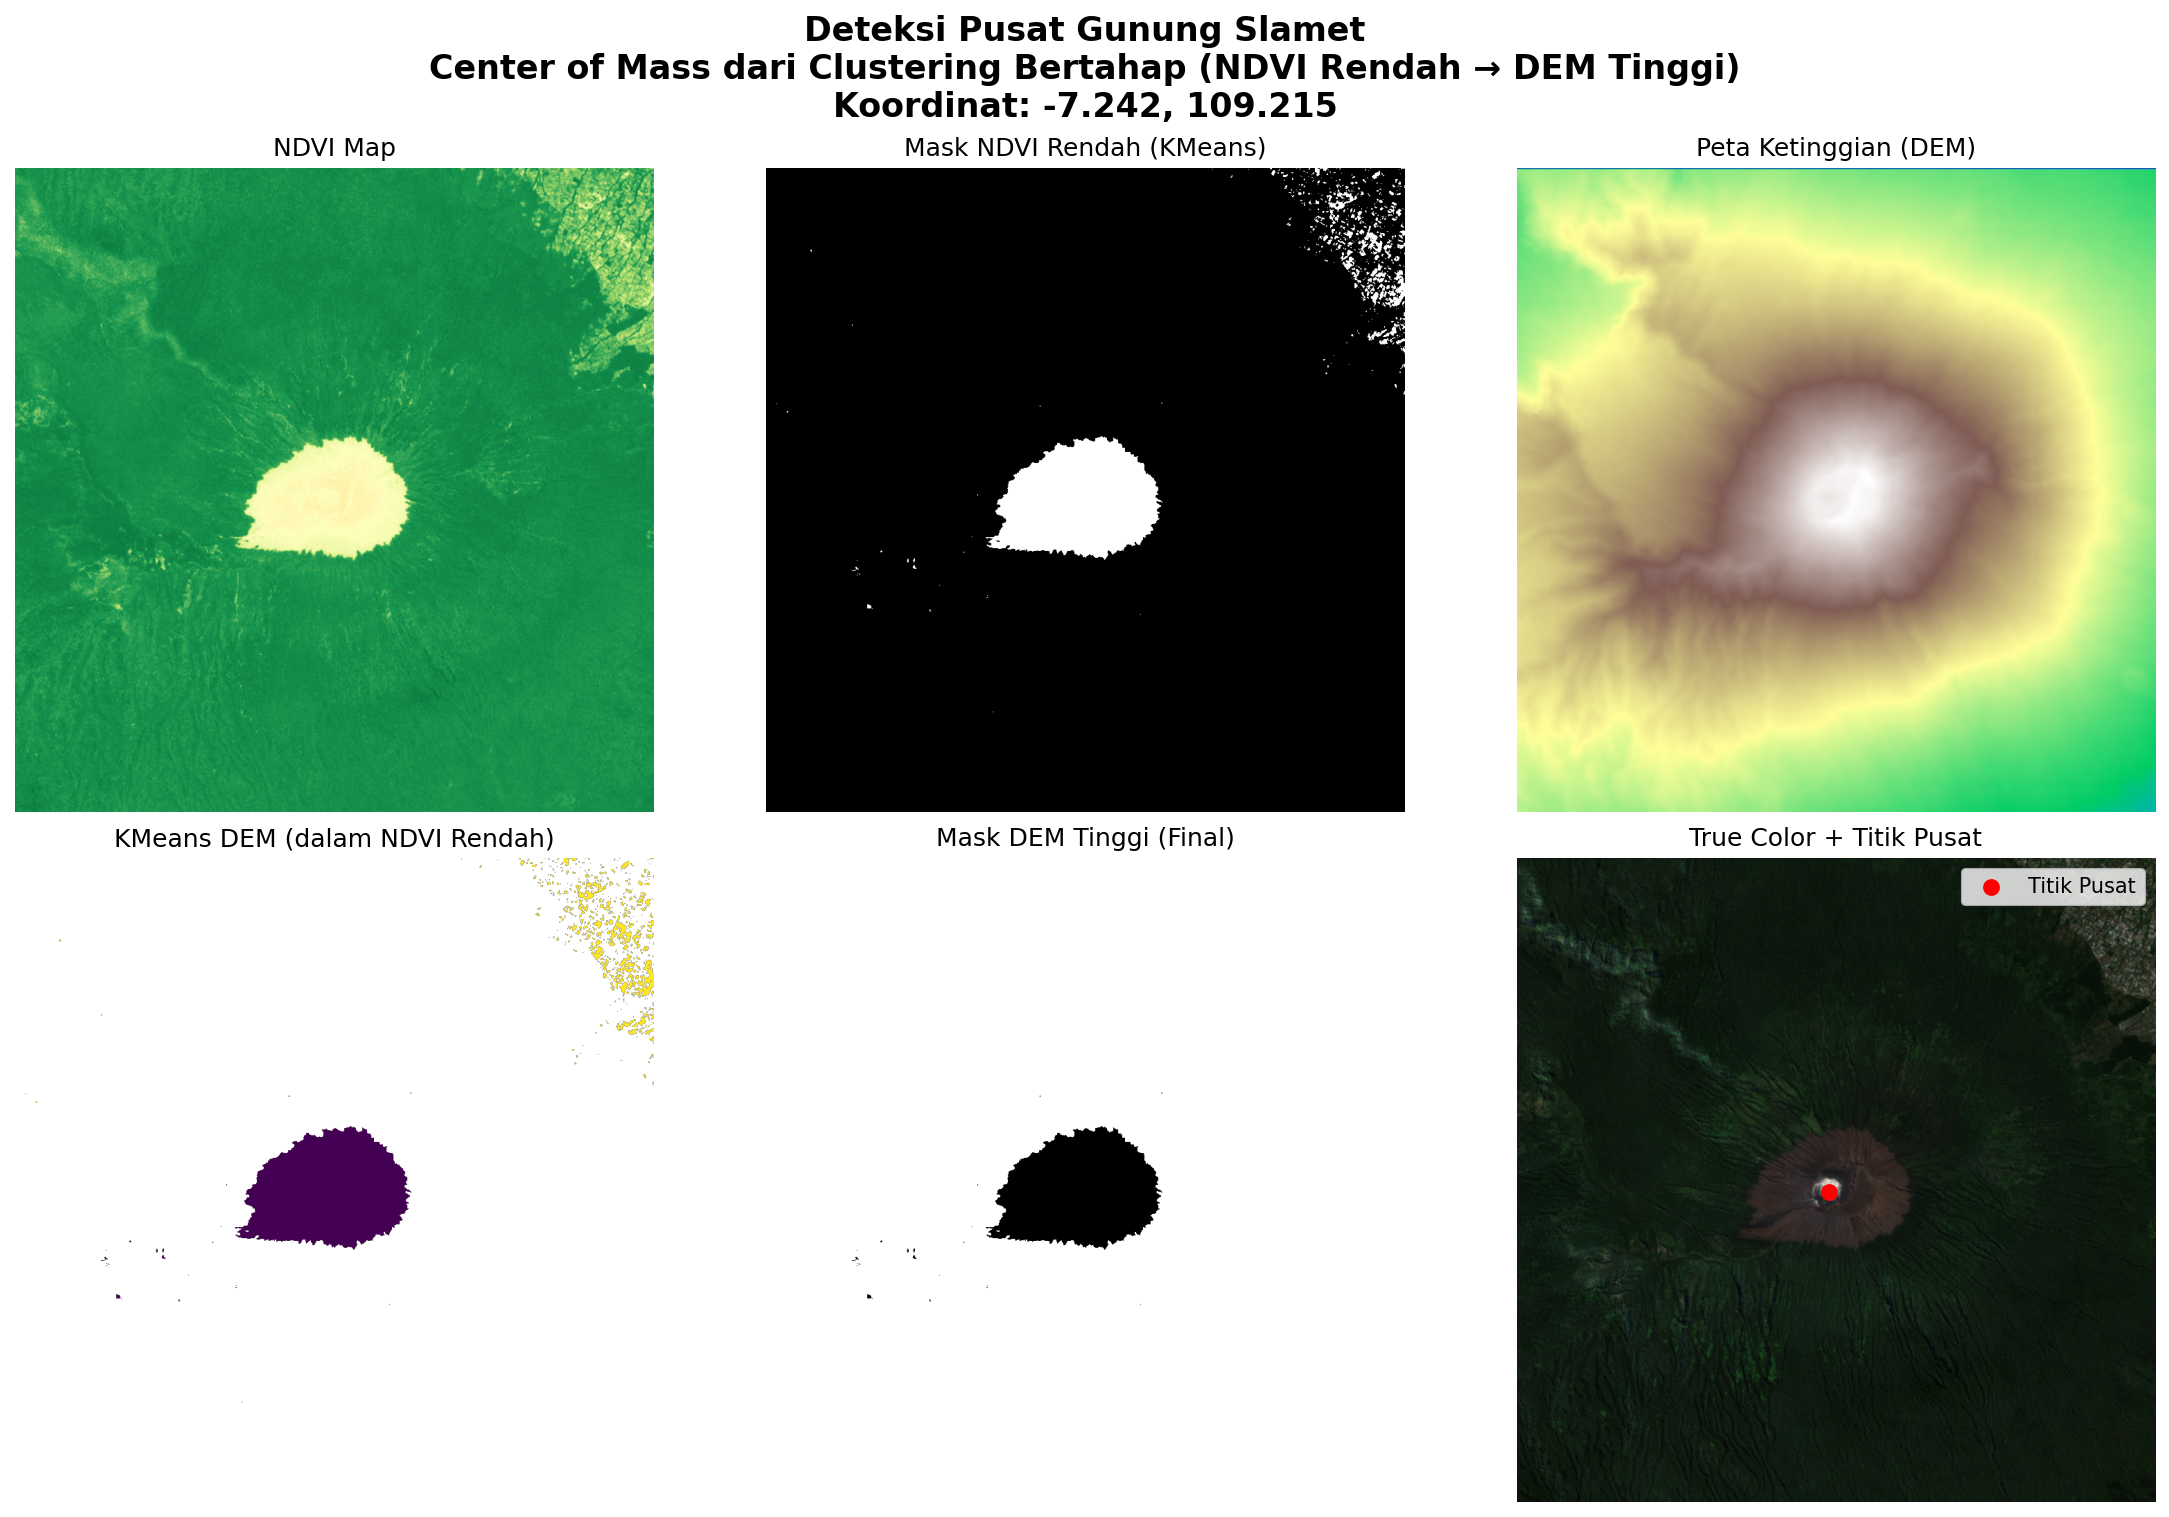 Deteksi Pusat Gunung Slamet
Center of Mass dari Clustering Bertahap (NDVI Rendah → DEM Tinggi)
Koordinat: -7.242, 109.215
NDVI Map
Mask NDVI Rendah (KMeans)
Peta Ketinggian (DEM)
KMeans DEM (dalam NDVI Rendah)
Mask DEM Tinggi (Final)
True Color + Titik Pusat
Titik Pusat